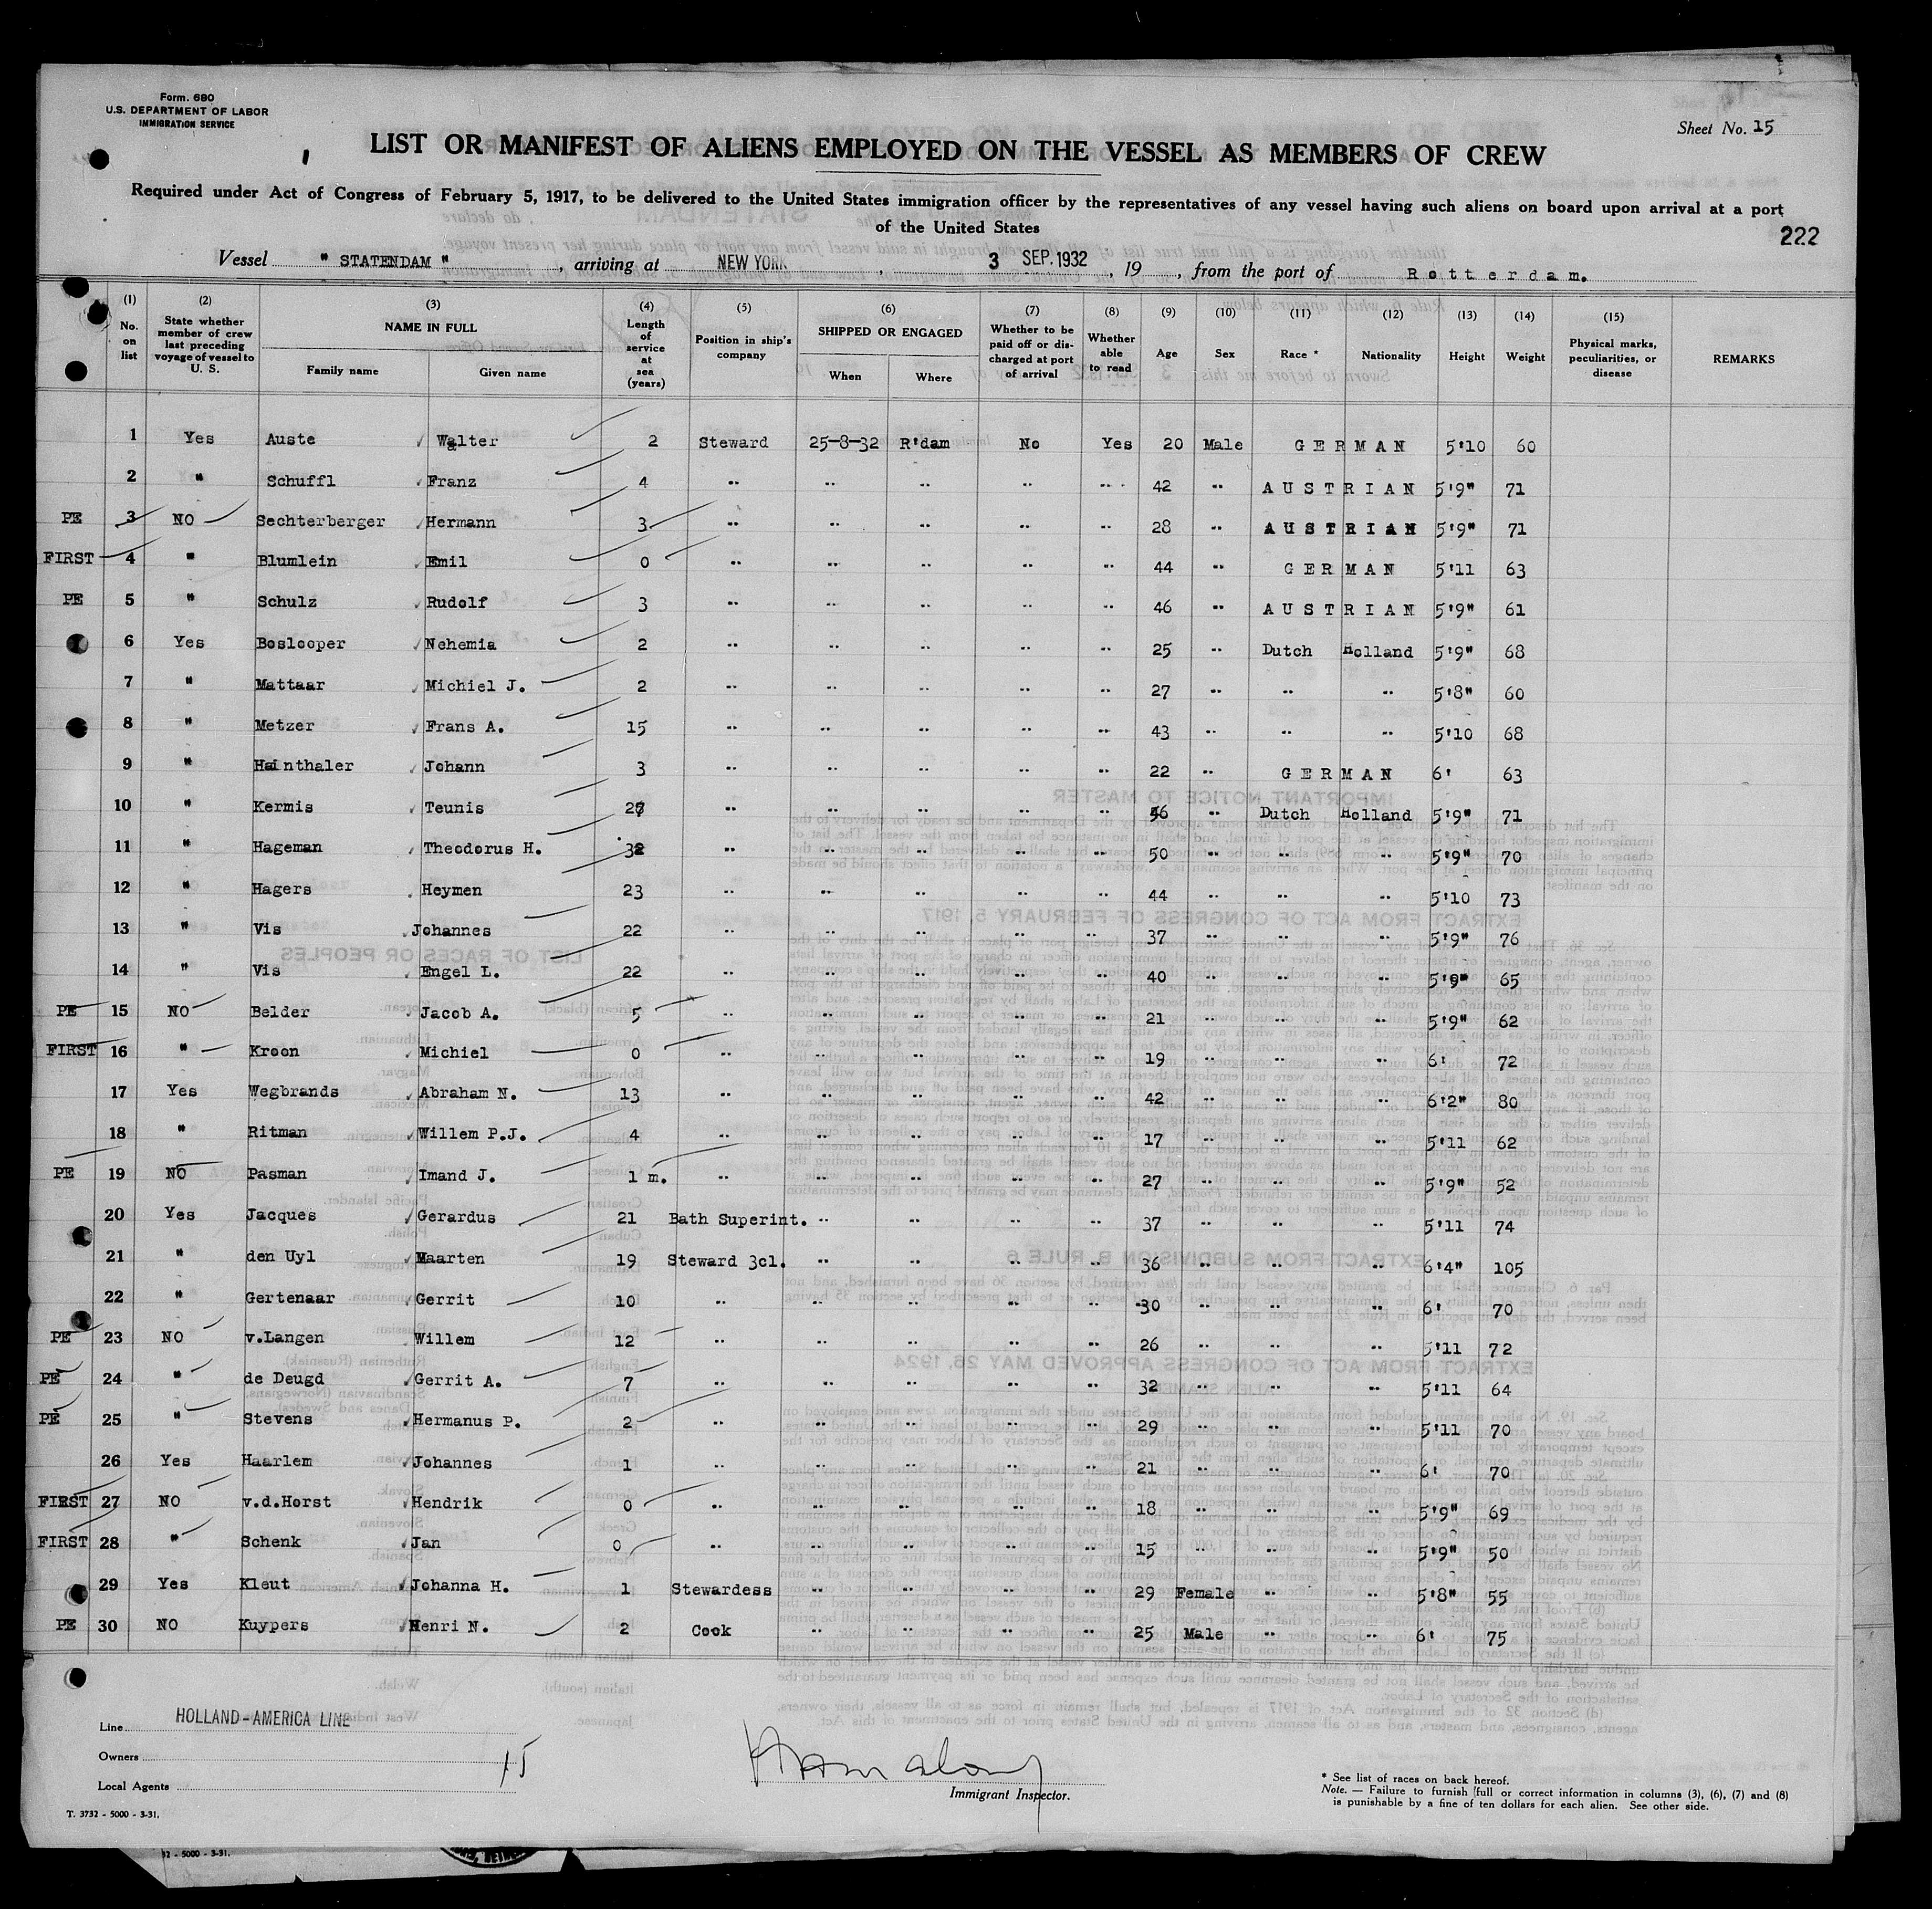 Form. 680
U.S. DEPARTMENT OF LABOR
IMMIGRATION SERVICE
Sheet No. 15
LIST OR MANIFEST OF ALIENS EMPLOYED ON THE VESSEL AS MEMBERS OF CREW
Required under Act of Congress of February 5, 1917, to be delivered to the United States immigration officer by the representatives of any vessel having such aliens on board upon arrival at a port
of the United States
222
Vessel " STATENDAM ", arriving at NEW YORK, 3 SEP. 1932, 19, from the port of Rotterdam.
(1) No. on list (2) State whether member of crew last preceding voyage of vessel to U. S. (3) NAME IN FULL Family name Given name (4) Length of service at sea (years) (5) Position in ship's company (6) SHIPPED OR ENGAGED When Where (7) Whether to be paid off or discharged at port of arrival (8) Whether able to read (9) Age (10) Sex (11) Race * (12) Nationality (13) Height (14) Weight (15) Physical marks, peculiarities, or disease REMARKS
1 Yes Auste Walter 2 Steward 25-8-32 R'dam No Yes 20 Male GERMAN 5'10 60
2 " Schuffl Franz 4 " " " " " 42 " AUSTRIAN 5'9" 71
PE 3 NO Sechterberger Hermann 3 " " " " " 28 " AUSTRIAN 5'9" 71
FIRST 4 " Blumlein Emil 0 " " " " " 44 " GERMAN 5'11 63
PE 5 " Schulz Rudolf 3 " " " " " 46 " AUSTRIAN 5'9" 61
6 Yes Boslooper Nehemia 2 " " " " " 25 " Dutch Holland 5'9" 68
7 " Mattaar Michiel J. 2 " " " " " 27 " " " 5'8" 60
8 " Metzer Frans A. 15 " " " " " 43 " " " 5'10 68
9 " Hainthaler Johann 3 " " " " " 22 " GERMAN 6' 63
10 " Kermis Teunis " " " " " " Dutch Holland 5'9" 71
11 " Hageman Theodorus H. 32 " " " " " 50 " " " 5'9" 70
12 " Hagers Heymen 23 " " " " " 44 " " " 5'10 73
13 " Vis Johannes 22 " " " " " 37 " " " 5'9" 76
14 " Vis Engel L. 22 " " " " " 40 " " " 5'9" 65
PE 15 NO Belder Jacob A. 5 " " " " " 21 " " " 5'9" 62
FIRST 16 " Kroon Michiel 0 " " " " " 19 " " " 6' 72
17 Yes Wegbrands Abraham N. 13 " " " " " 42 " " " 6'2" 80
18 " Ritman Willem P.J. 4 " " " " " 17 " " " 5'11 62
PE 19 NO Pasman Imand J. 1 m. " " " " " 27 " " " 5'9" 52
20 Yes Jacques Gerardus 21 Bath Superint. " " " " 37 " " " 5'11 74
21 " den Uyl Maarten 19 Steward 3cl. " " " " 36 " " " 6'4" 105
22 " Gertenaar Gerrit 10 " " " " " 30 " " " 6' 70
PE 23 NO v.Langen Willem 12 " " " " " 26 " " " 5'11 72
PE 24 " de Deugd Gerrit A. 7 " " " " " 32 " " " 5'11 64
PE 25 " Stevens Hermanus P. 2 " " " " " 29 " " " 5'11 70
26 Yes Haarlem Johannes 1 " " " " " 21 " " " 6' 70
FIRST 27 NO v.d.Horst Hendrik 0 " " " " " 18 " " " 5'9" 69
FIRST 28 " Schenk Jan 0 " " " " " 15 " " " 5'9" 50
29 Yes Kleut Johanna H. 1 Stewardess " " " " 29 Female " " 5'8" 55
PE 30 NO Kuypers Henri N. 2 Cook " " " " 25 Male " " 6' 75
Line HOLLAND-AMERICA LINE
Owners
15
Local Agents
Immigrant Inspector.
* See list of races on back hereof.
Note. — Failure to furnish full or correct information in columns (3), (6), (7) and (8)
is punishable by a fine of ten dollars for each alien. See other side.
T. 3732 - 5000 - 3-31.
32 - 5000 - 3-31.